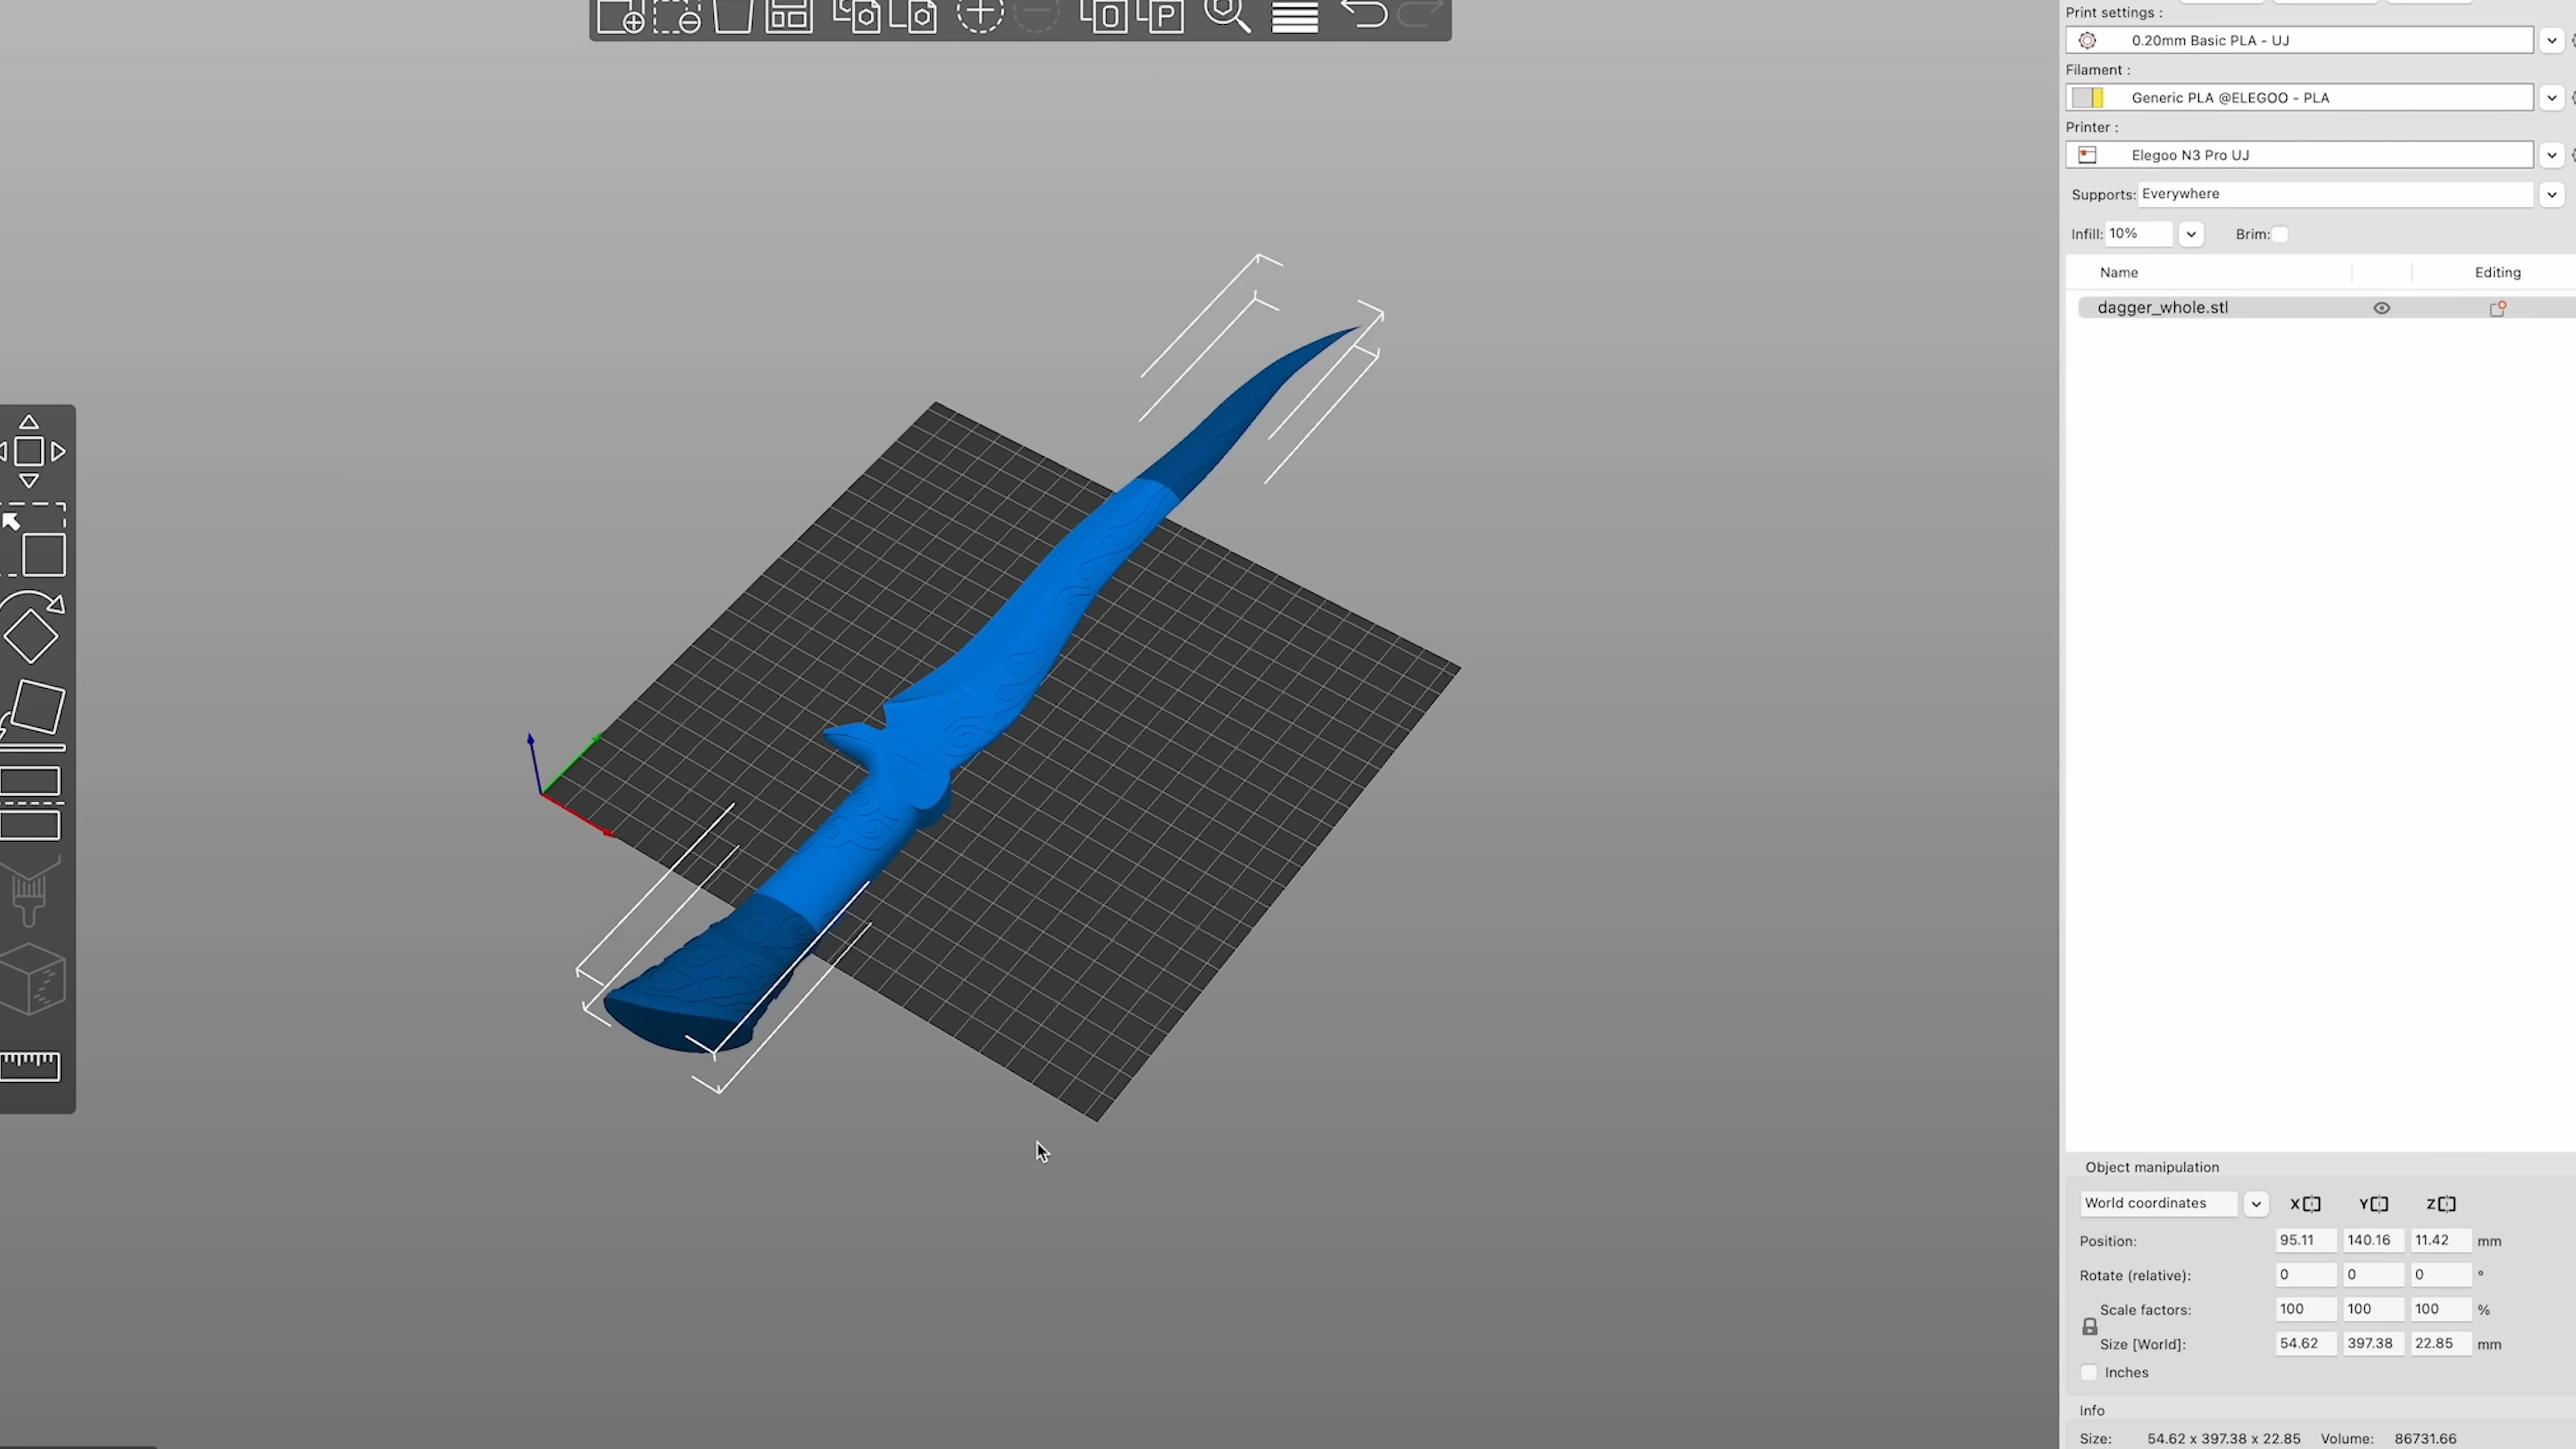 Print settings :
0.20mm Basic PLA - UJ
Filament :
Generic PLA @ELEGOO - PLA
Printer :
Elegoo N3 Pro UJ
Supports: Everywhere
Infill: 10% Brim:
Name Editing
dagger_whole.stl
Object manipulation
World coordinates X Y Z
Position: 95.11 140.16 11.42 mm
Rotate (relative): 0 0 0 °
Scale factors: 100 100 100 %
Size [World]: 54.62 397.38 22.85 mm
Inches
Info
Size: 54.62 x 397.38 x 22.85 Volume: 86731.66